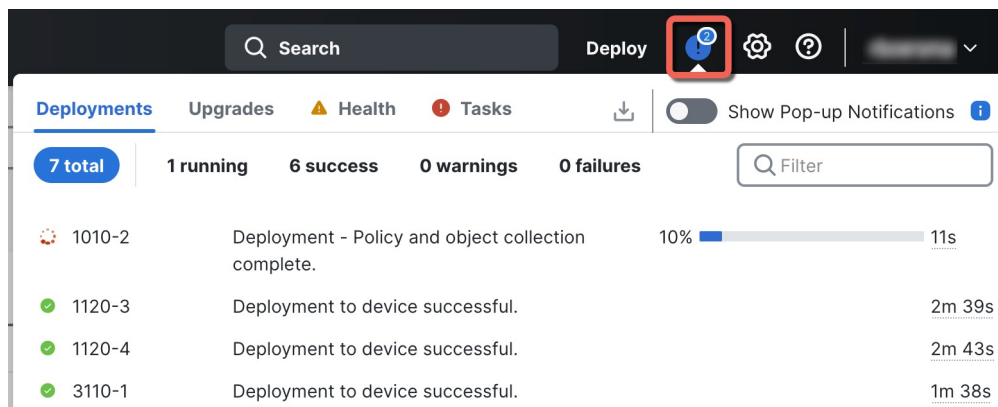 Search Deploy 2
Deployments Upgrades Health Tasks Show Pop-up Notifications i
7 total 1 running 6 success 0 warnings 0 failures Filter
1010-2 Deployment - Policy and object collection 10% 11s
complete.
1120-3 Deployment to device successful. 2m 39s
1120-4 Deployment to device successful. 2m 43s
3110-1 Deployment to device successful. 1m 38s